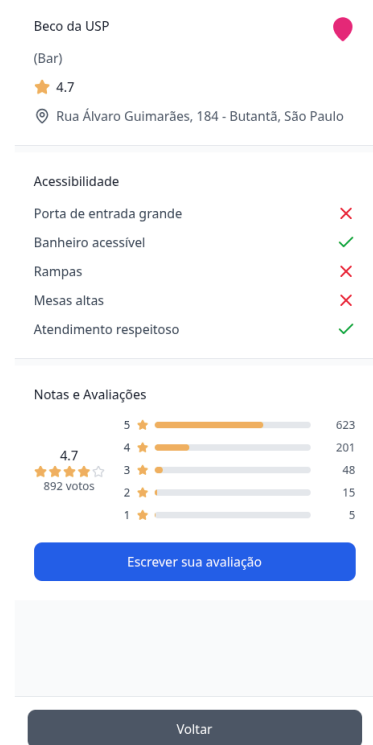 Beco da USP
(Bar)
4.7
Rua Álvaro Guimarães, 184 - Butantã, São Paulo
Acessibilidade
Porta de entrada grande
Banheiro acessível
Rampas
Mesas altas
Atendimento respeitoso
Notas e Avaliações
4.7
892 votos
5 623
4 201
3 48
2 15
1 5
Escrever sua avaliação
Voltar